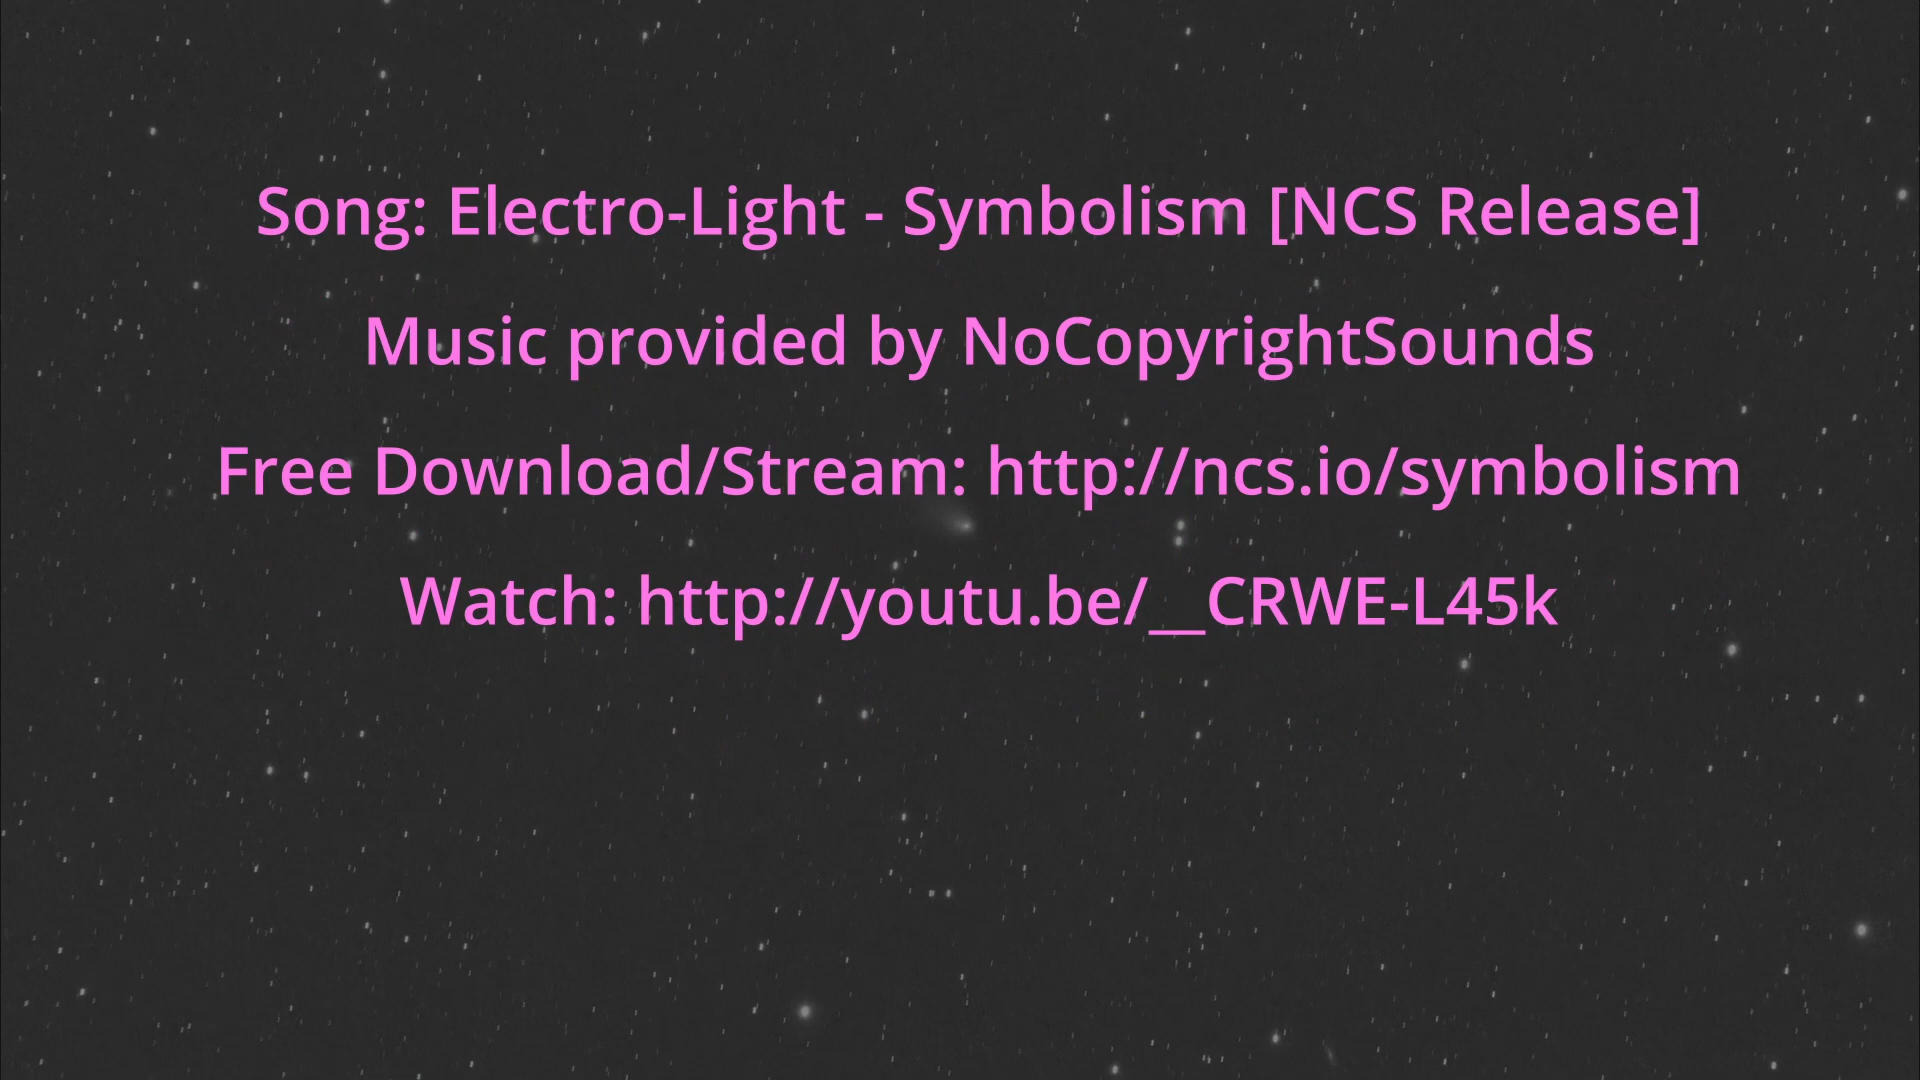 Song: Electro-Light - Symbolism [NCS Release]
Music provided by NoCopyrightSounds
Free Download/Stream: http://ncs.io/symbolism
Watch: http://youtu.be/__CRWE-L45k